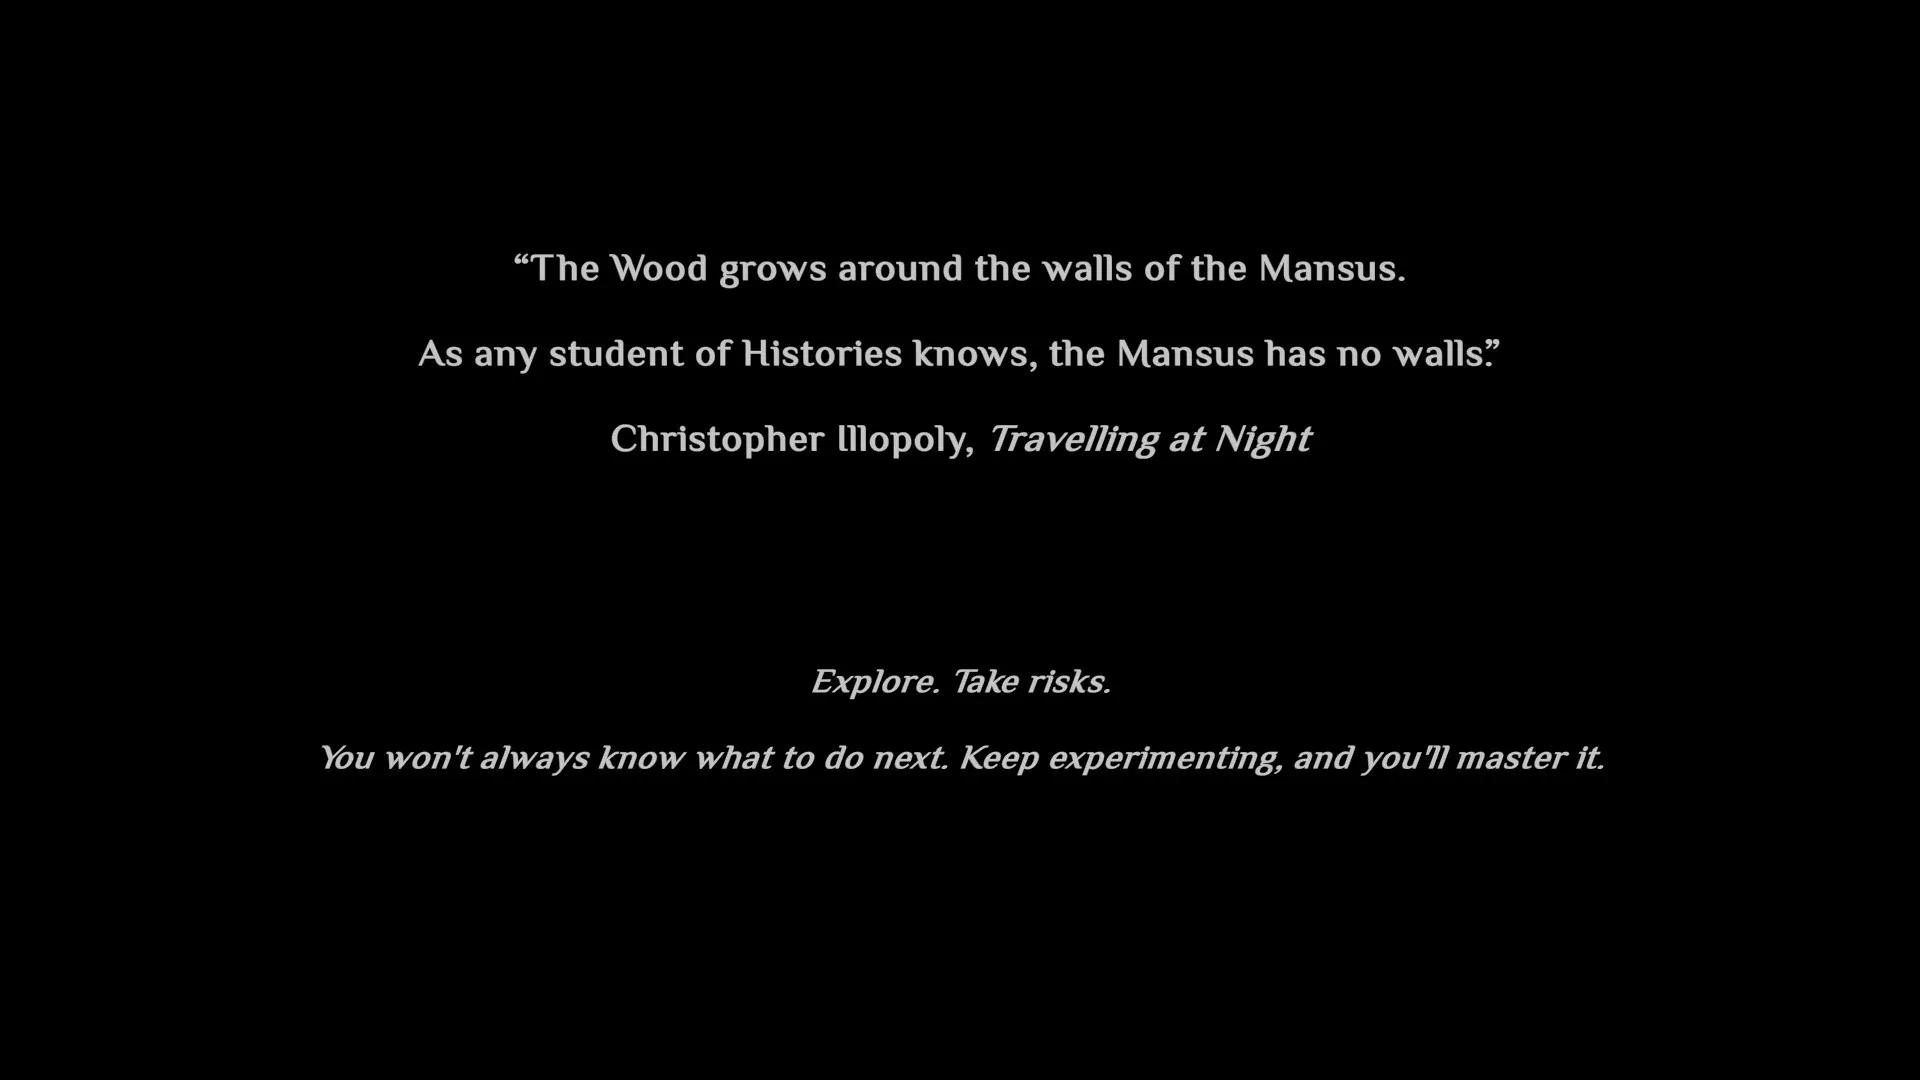 “The Wood grows around the walls of the Mansus.
As any student of Histories knows, the Mansus has no walls.”
Christopher Illopoly, Travelling at Night
Explore. Take risks.
You won't always know what to do next. Keep experimenting, and you'll master it.